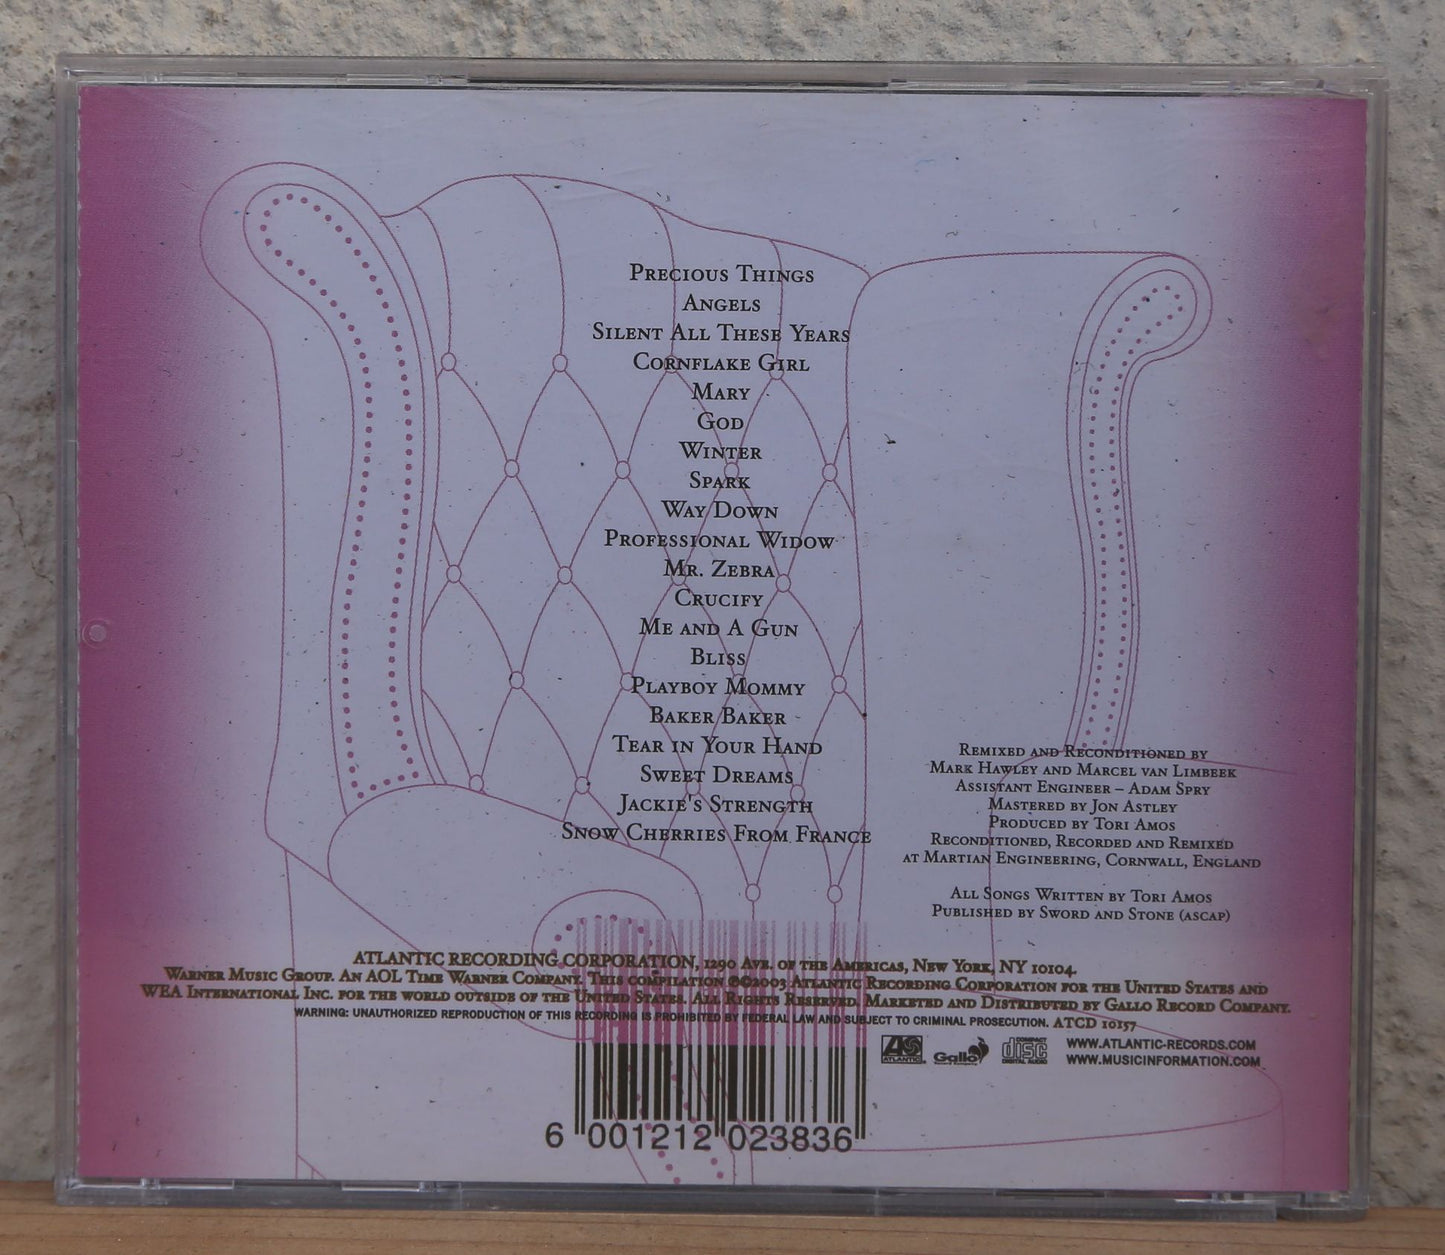 Precious Things
Angels
Silent All These Years
Cornflake Girl
Mary
God
Winter
Spark
Way Down
Professional Widow
Mr. Zebra
Crucify
Me and A Gun
Bliss
Playboy Mommy
Baker Baker
Tear in Your Hand
Sweet Dreams
Jackie's Strength
Snow Cherries From France
Remixed and Reconditioned by
Mark Hawley and Marcel van Limbeek
Assistant Engineer – Adam Spry
Mastered by Jon Astley
Produced by Tori Amos
Reconditioned, Recorded and Remixed
at Martian Engineering, Cornwall, England
All Songs Written by Tori Amos
Published by Sword and Stone (ASCAP)
ATLANTIC RECORDING CORPORATION, 1290 Ave. of the Americas, New York, NY 10104.
Warner Music Group. An AOL Time Warner Company. This compilation ℗©2003 Atlantic Recording Corporation for the United States and
WEA International Inc. for the world outside of the United States. All Rights Reserved. Marketed and Distributed by Gallo Record Company.
WARNING: UNAUTHORIZED REPRODUCTION OF THIS RECORDING IS PROHIBITED BY FEDERAL LAW AND SUBJECT TO CRIMINAL PROSECUTION. ATCD 10157
ATLANTIC
Gallo
Record Company
COMPACT
disc
DIGITAL AUDIO
WWW.ATLANTIC-RECORDS.COM
WWW.MUSICINFORMATION.COM
6 001212 023836